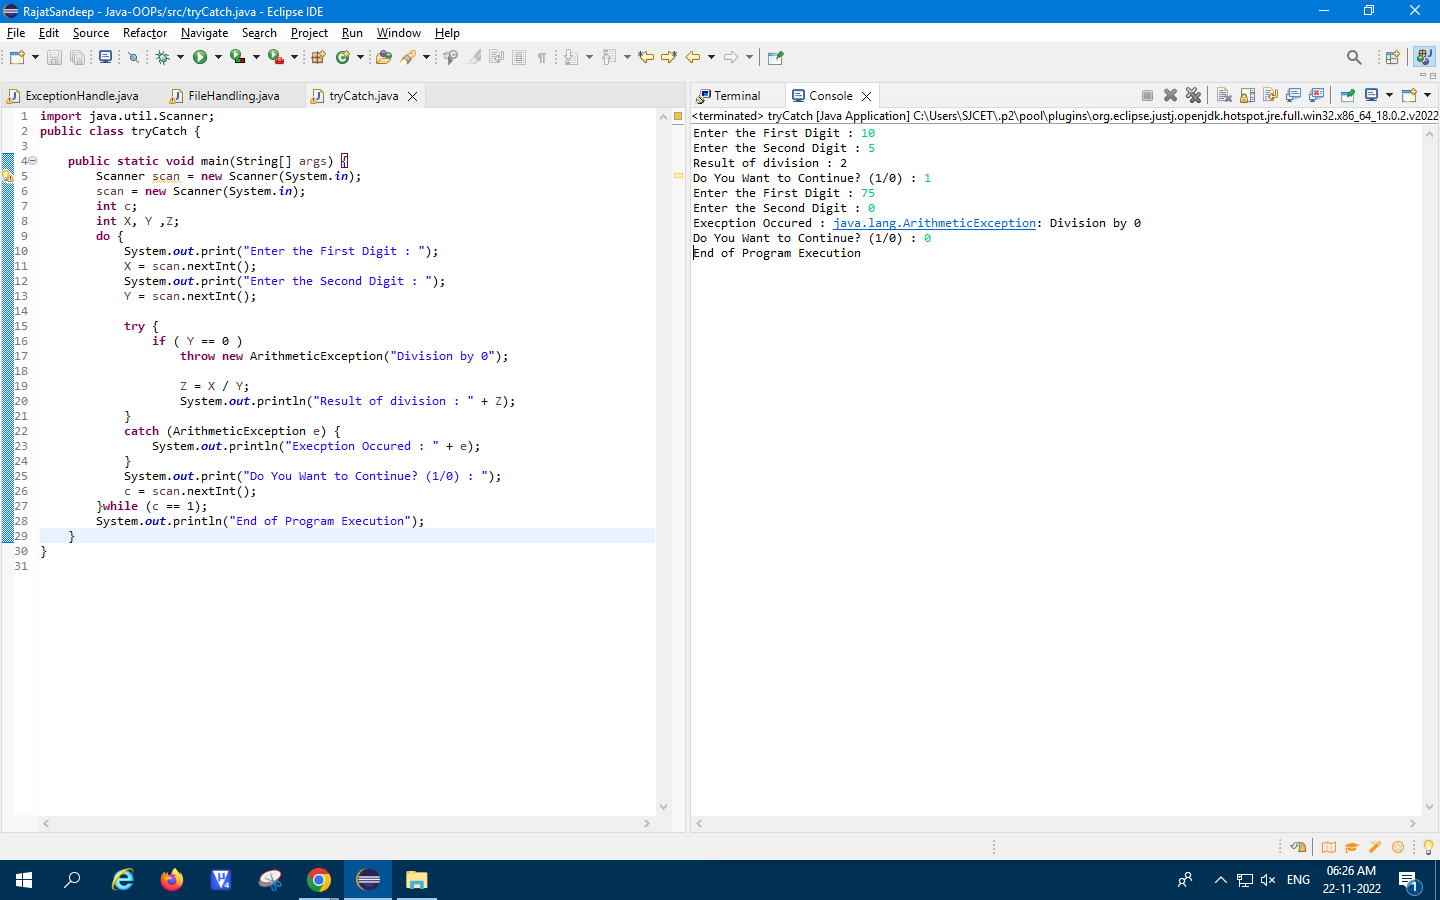 RajatSandeep - Java-OOPs/src/tryCatch.java - Eclipse IDE
File Edit Source Refactor Navigate Search Project Run Window Help
ExceptionHandle.java FileHandling.java tryCatch.java
1 import java.util.Scanner;
2 public class tryCatch {
3
4 public static void main(String[] args) {
5 Scanner scan = new Scanner(System.in);
6 scan = new Scanner(System.in);
7 int c;
8 int X, Y ,Z;
9 do {
10 System.out.print("Enter the First Digit : ");
11 X = scan.nextInt();
12 System.out.print("Enter the Second Digit : ");
13 Y = scan.nextInt();
14
15 try {
16 if ( Y == 0 )
17 throw new ArithmeticException("Division by 0");
18
19 Z = X / Y;
20 System.out.println("Result of division : " + Z);
21 }
22 catch (ArithmeticException e) {
23 System.out.println("Execption Occured : " + e);
24 }
25 System.out.print("Do You Want to Continue? (1/0) : ");
26 c = scan.nextInt();
27 }while (c == 1);
28 System.out.println("End of Program Execution");
29 }
30 }
31
Terminal Console
<terminated> tryCatch [Java Application] C:\Users\SJCET\.p2\pool\plugins\org.eclipse.justj.openjdk.hotspot.jre.full.win32.x86_64_18.0.2.v2022
Enter the First Digit : 10
Enter the Second Digit : 5
Result of division : 2
Do You Want to Continue? (1/0) : 1
Enter the First Digit : 75
Enter the Second Digit : 0
Execption Occured : java.lang.ArithmeticException: Division by 0
Do You Want to Continue? (1/0) : 0
End of Program Execution
ENG
06:26 AM
22-11-2022
1